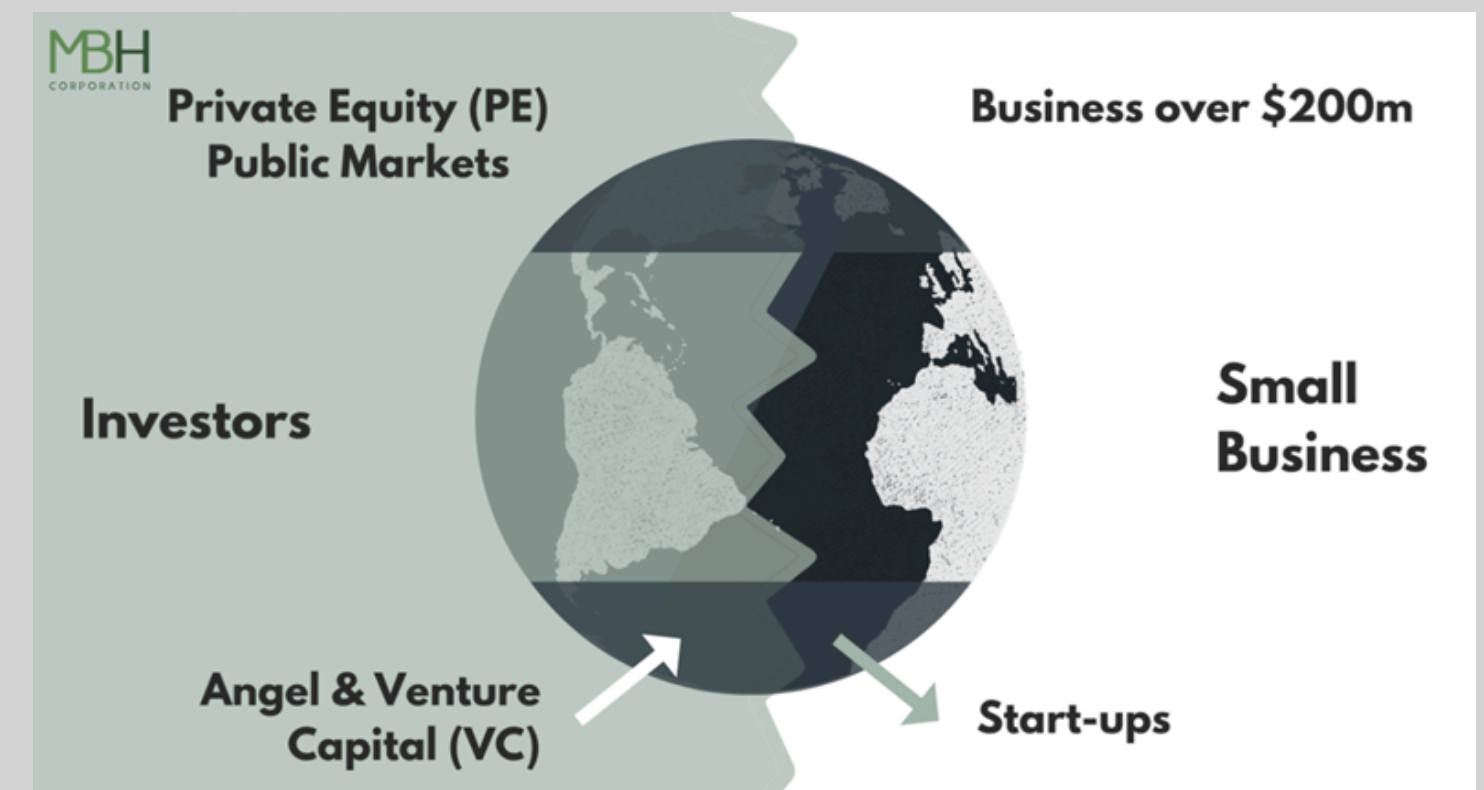 MBH
CORPORATION
Private Equity (PE)
Public Markets
Business over $200m
Investors
Small
Business
Angel & Venture
Capital (VC)
Start-ups